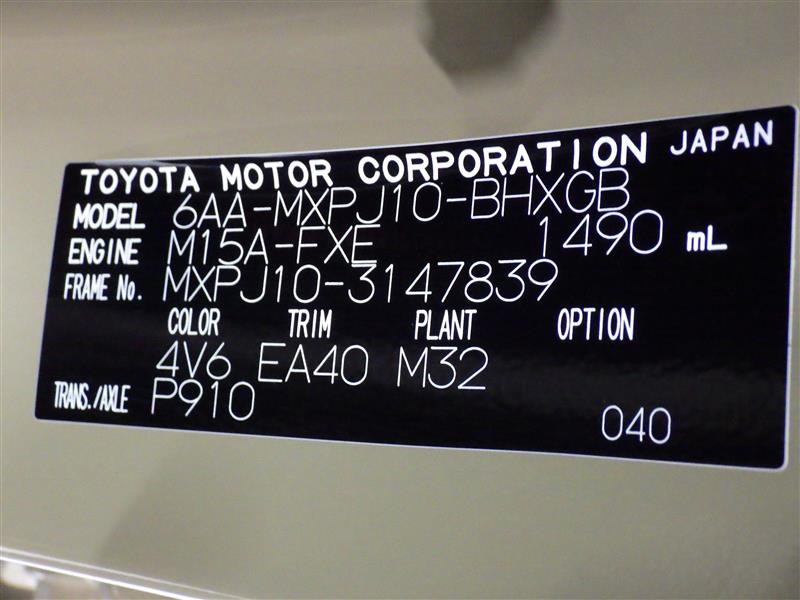 TOYOTA MOTOR CORPORATION JAPAN
MODEL 6AA-MXPJ10-BHXGB
ENGINE M15A-FXE 1490 mL
FRAME No. MXPJ10-3147839
COLOR TRIM PLANT OPTION
4V6 EA40 M32
TRANS./AXLE P910 040